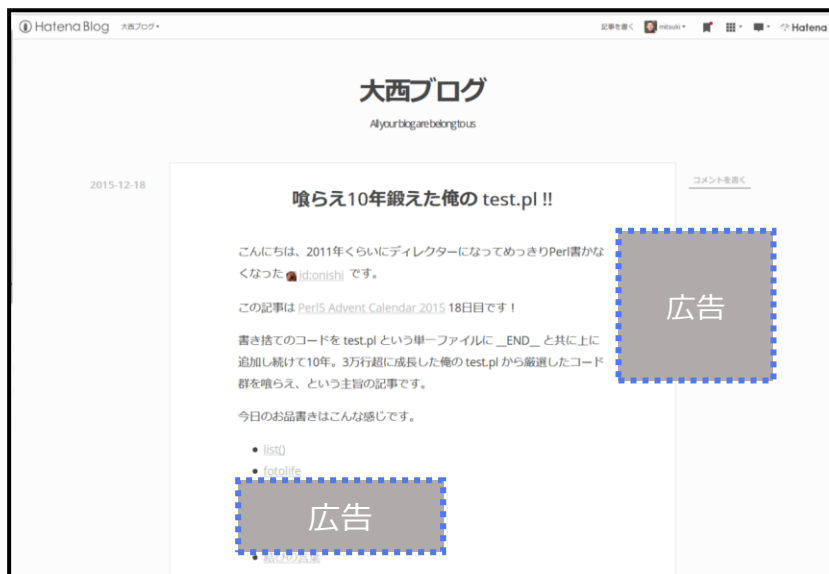 Hatena Blog 大西ブログ 記事を書く mitsuki Hatena
大西ブログ
All your blog are belong to us
2015-12-18
コメントを書く
喰らえ10年鍛えた俺の test.pl !!
こんにちは、2011年くらいにディレクターになってめっきりPerl書かな
くなった id:onishi です。
広告
この記事は Perl5 Advent Calendar 2015 18日目です！
書き捨てのコードを test.pl という単一ファイルに __END__ と共に上に
追加し続けて10年。3万行超に成長した俺の test.pl から厳選したコード
群を喰らえ、という主旨の記事です。
今日のお品書きはこんな感じです。
list()
fotolife
広告
結びの言葉